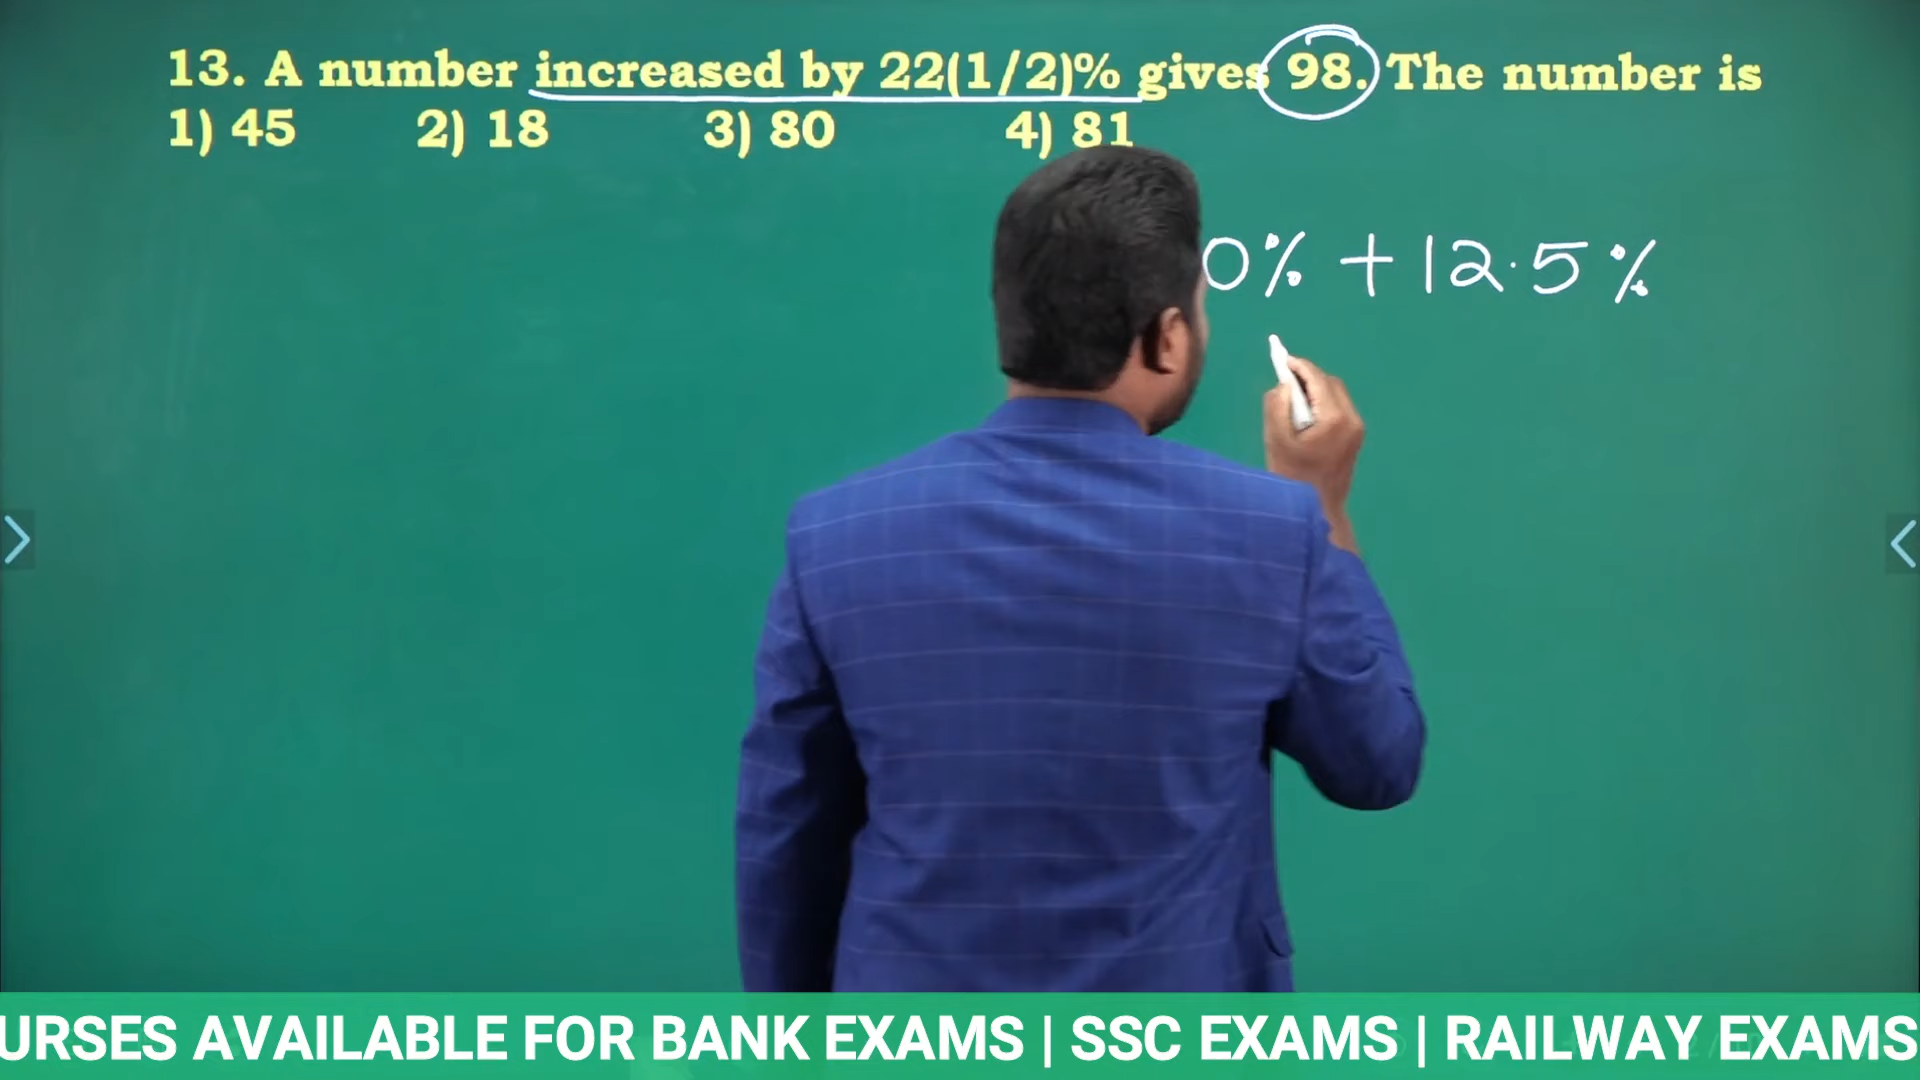 13. A number increased by 22(1/2)% gives 98. The number is
1) 45 2) 18 3) 80 4) 81
0% + 12.5%
URSES AVAILABLE FOR BANK EXAMS | SSC EXAMS | RAILWAY EXAMS